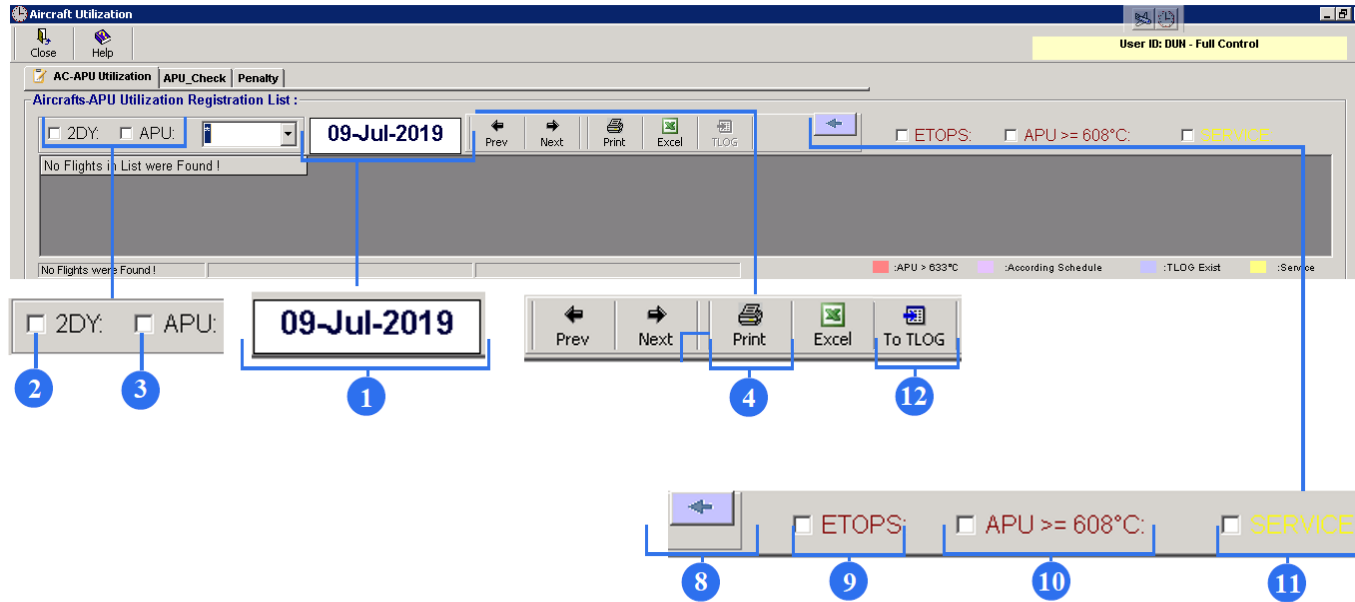 Aircraft Utilization
Close Help
User ID: DUN - Full Control
AC-APU Utilization APU_Check Penalty
Aircrafts-APU Utilization Registration List :
2DY: APU: * 09-Jul-2019 Prev Next Print Excel TLOG ETOPS: APU >= 608°C: SERVICE
No Flights in List were Found !
No Flights were Found ! :APU > 633°C :According Schedule :TLOG Exist :Service
2DY: APU: 09-Jul-2019 Prev Next Print Excel To TLOG
2 3 1 4 12
ETOPS: APU >= 608°C: SERVICE
8 9 10 11